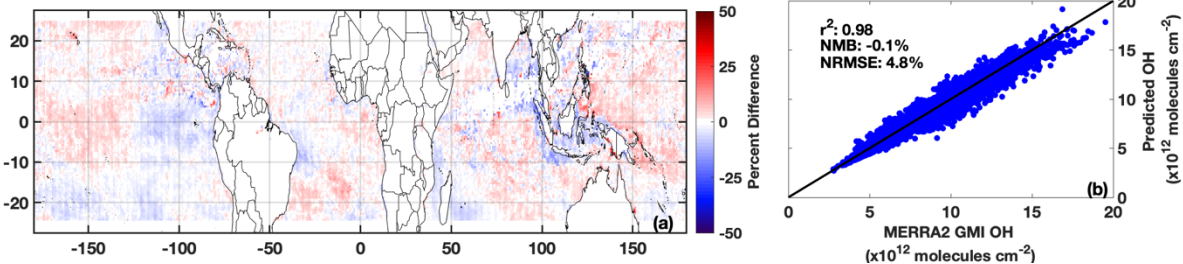 20
10
0
-10
-20
-150
-100
-50
0
50
100
150
(a)
50
25
0
-25
-50
Percent Difference
r²: 0.98
NMB: -0.1%
NRMSE: 4.8%
(b)
0
5
10
15
20
MERRA2 GMI OH
(x10¹² molecules cm⁻²)
20
15
10
5
0
Predicted OH
(x10¹² molecules cm⁻²)